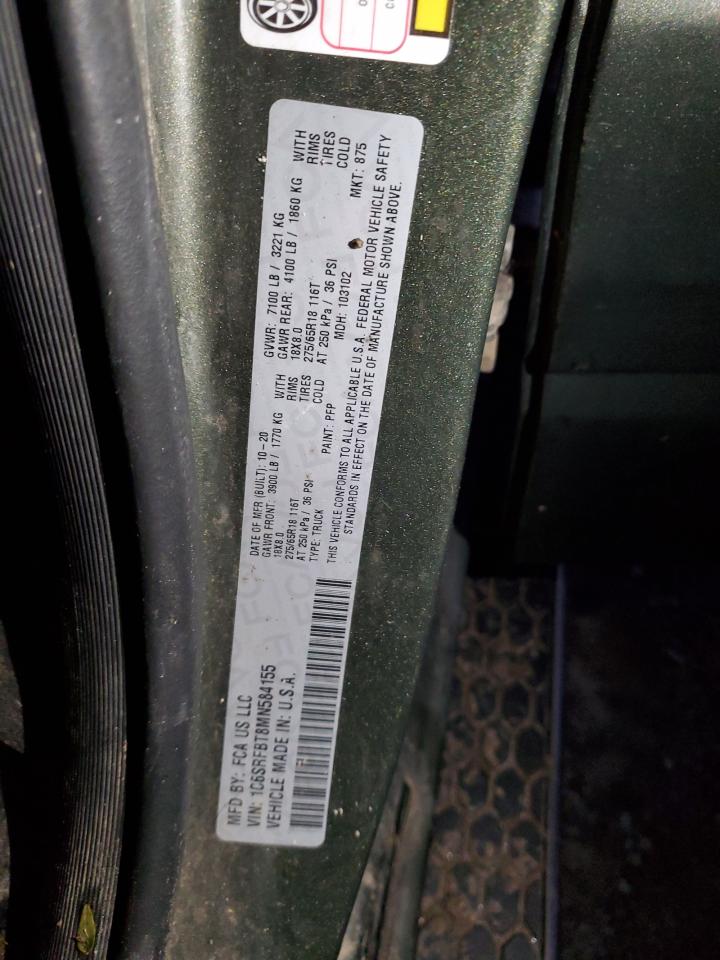 MFD BY: FCA US LLC
VIN: 1C6SRFBT8MN584155
VEHICLE MADE IN: U.S.A.
DATE OF MFR (BUILT): 10-20
GAWR FRONT: 3900 LB / 1770 KG WITH
18X8.0 RIMS
275/65R18 116T TIRES
AT 250 kPa / 36 PSI COLD
TYPE: TRUCK PAINT: PFP
GVWR: 7100 LB / 3221 KG
GAWR REAR: 4100 LB / 1860 KG WITH
18X8.0 RIMS
275/65R18 116T TIRES
AT 250 kPa / 36 PSI COLD
MDH: 103102 MKT: 875
THIS VEHICLE CONFORMS TO ALL APPLICABLE U.S.A. FEDERAL MOTOR VEHICLE SAFETY
STANDARDS IN EFFECT ON THE DATE OF MANUFACTURE SHOWN ABOVE.